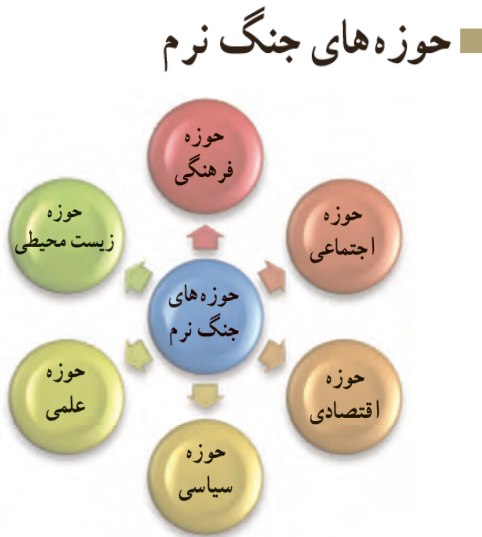 حوزه‌های جنگ نرم
حوزه
فرهنگی
حوزه
اجتماعی
حوزه
اقتصادی
حوزه
سیاسی
حوزه
علمی
حوزه
زیست محیطی
حوزه‌های
جنگ نرم